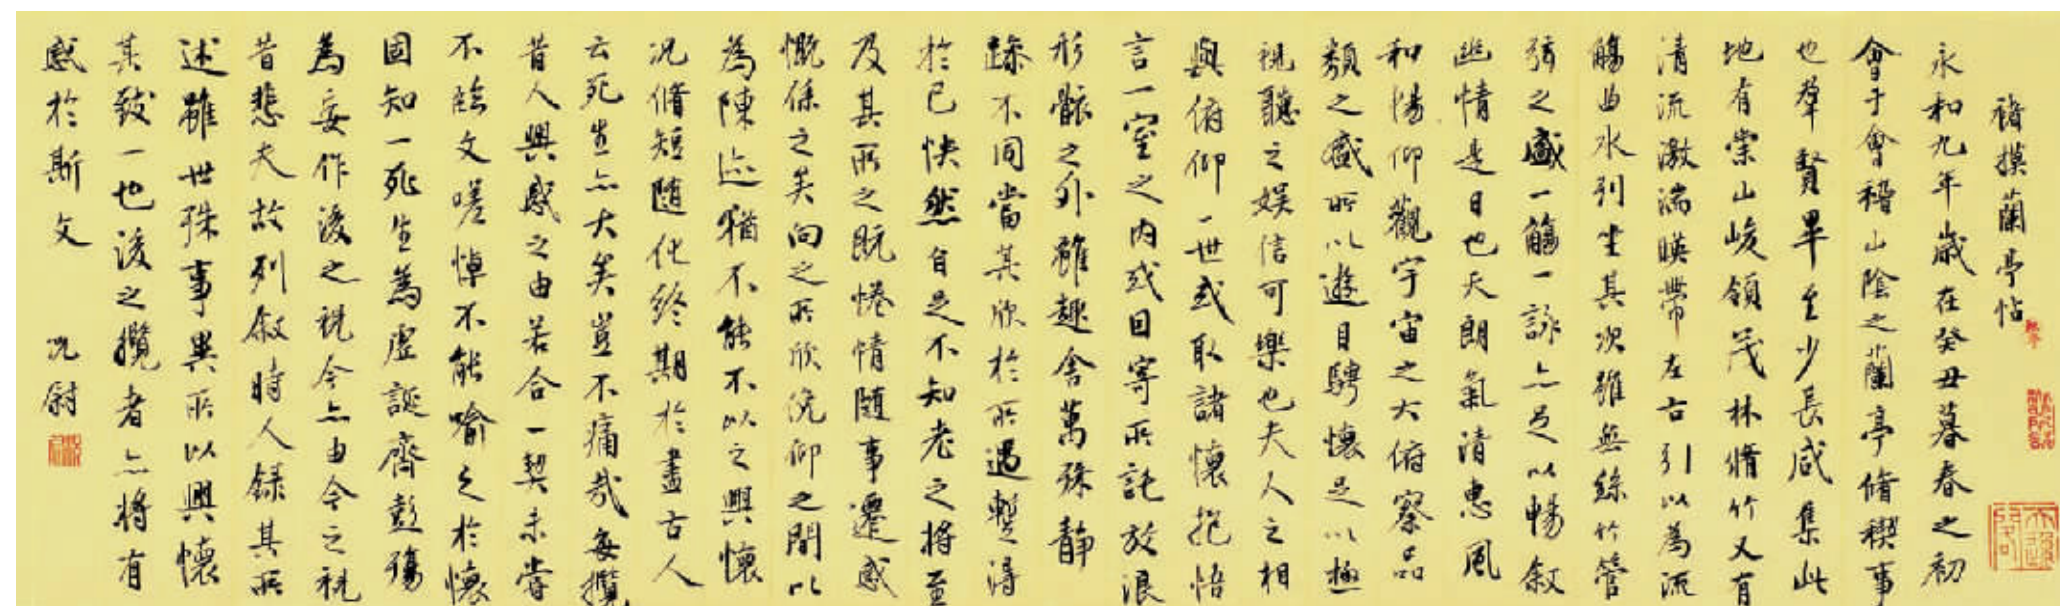 褚摸蘭亭帖
永和九年歲在癸丑暮春之初
會于會稽山陰之蘭亭脩禊事
也羣賢畢至少長咸集此
地有崇山峻領茂林脩竹又有
清流激湍暎帶左右引以為流
觴曲水列坐其次雖無絲竹管
弦之盛一觴一詠亦足以暢叙
幽情是日也天朗氣清惠風
和暢仰觀宇宙之大俯察品
類之盛所以遊目騁懷足以極
視聽之娛信可樂也夫人之相
與俯仰一世或取諸懷抱悟
言一室之內或因寄所託放浪
形骸之外雖趣舍萬殊靜
躁不同當其欣於所遇蹔得
於己怏然自足不知老之將至
及其所之既惓情隨事遷感
慨係之矣向之所欣俛仰之間以
為陳迹猶不能不以之興懷
況脩短隨化終期於盡古人
云死生亦大矣豈不痛哉每攬
昔人興感之由若合一契未嘗
不臨文嗟悼不能喻之於懷
固知一死生為虛誕齊彭殤
為妄作後之視今亦由今之視
昔悲夫故列叙時人錄其所
述雖世殊事異所以興懷
其致一也後之攬者亦將有
感於斯文 況尉